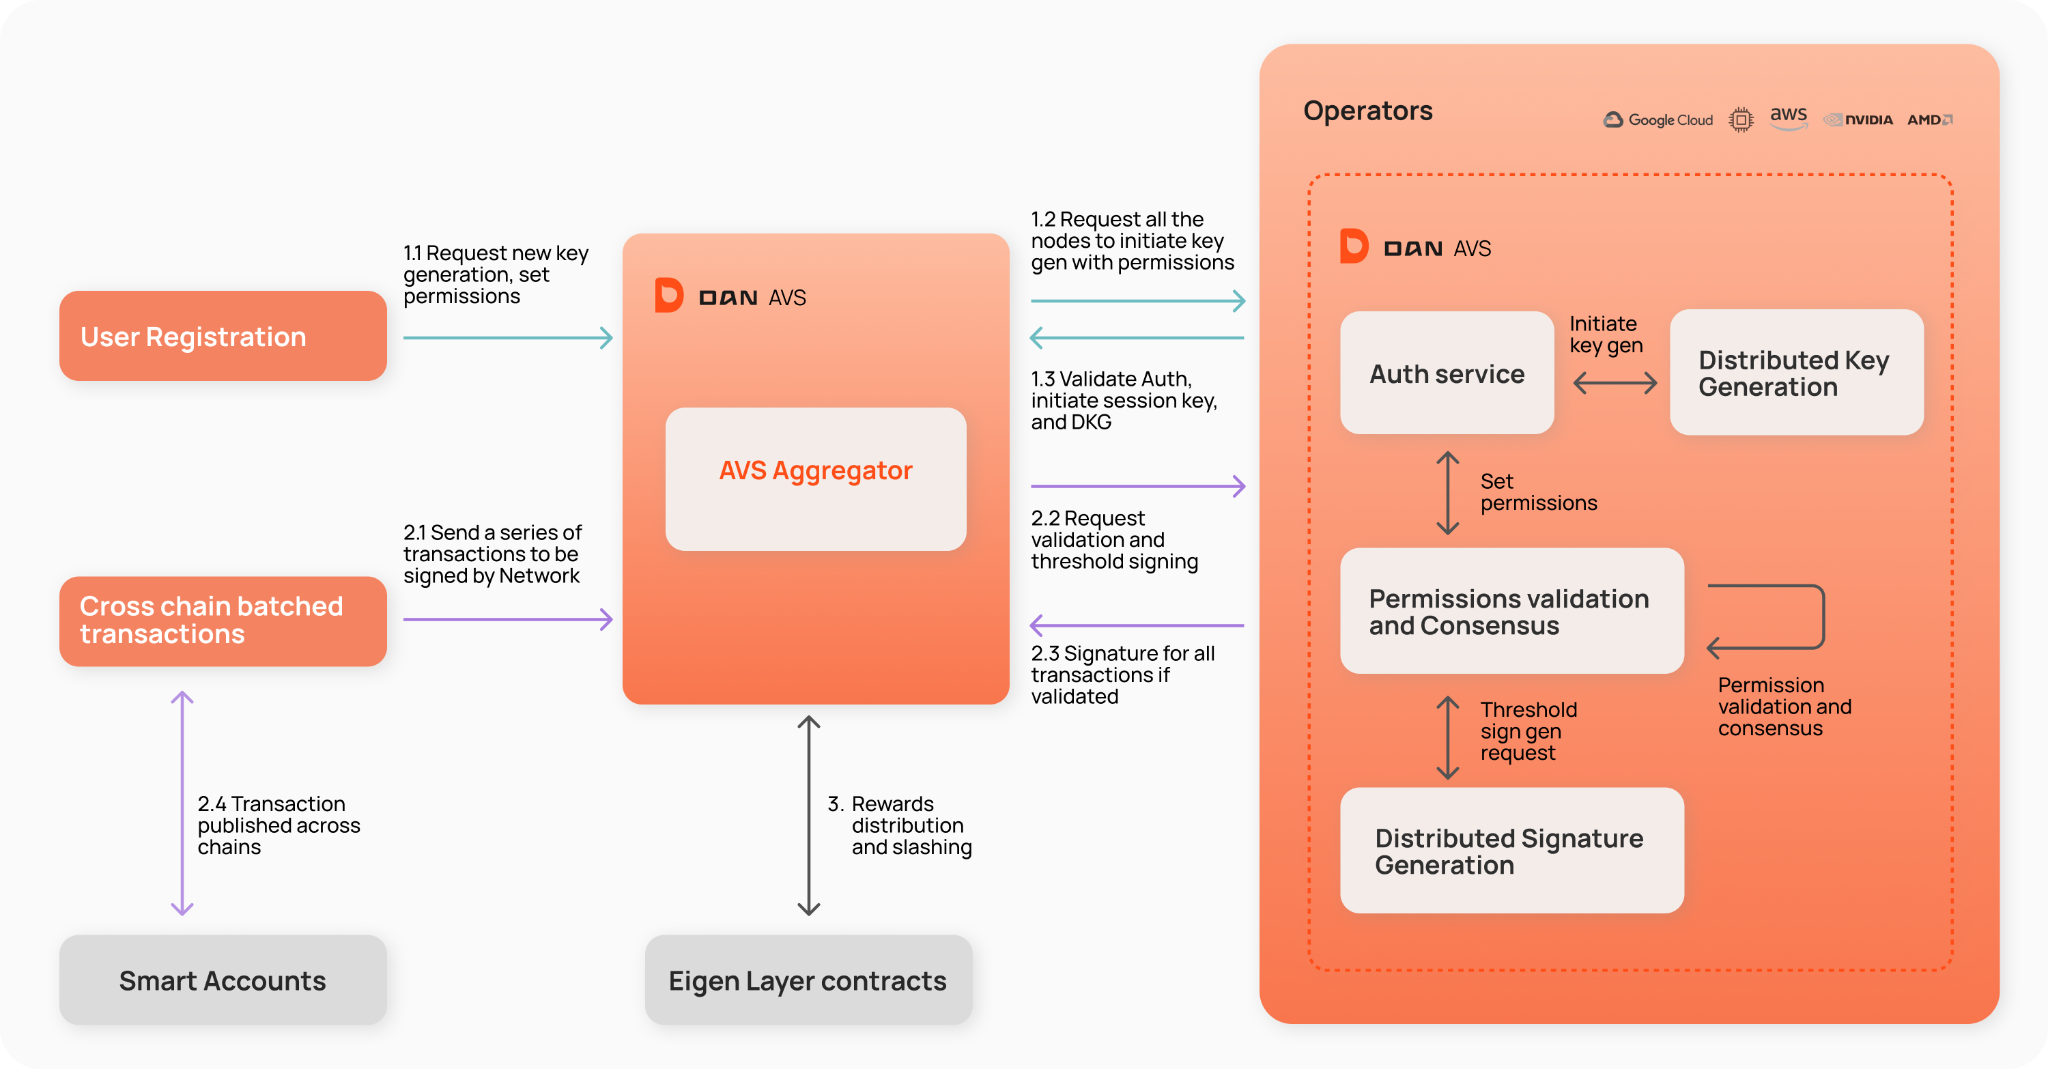 Operators
Google Cloud
aws
NVIDIA
AMD
1.1 Request new key
generation, set
permissions
User Registration
DAN AVS
AVS Aggregator
1.2 Request all the
nodes to initiate key
gen with permissions
1.3 Validate Auth,
initiate session key,
and DKG
2.1 Send a series of
transactions to be
signed by Network
Cross chain batched
transactions
2.2 Request
validation and
threshold signing
2.3 Signature for all
transactions if
validated
2.4 Transaction
published across
chains
3. Rewards
distribution
and slashing
Smart Accounts
Eigen Layer contracts
DAN AVS
Auth service
Initiate
key gen
Distributed Key
Generation
Set
permissions
Permissions validation
and Consensus
Permission
validation and
consensus
Threshold
sign gen
request
Distributed Signature
Generation